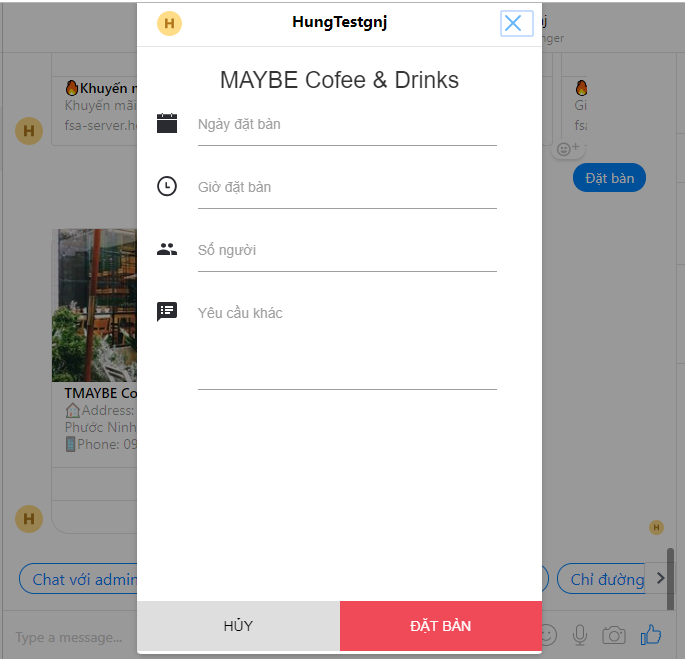 H
HungTestgnj
nger
MAYBE Cofee & Drinks
Khuyến
Khuyến mãi
fsa-server.h
H
Gi
fsa
Ngày đặt bàn
Giờ đặt bàn
Đặt bàn
Số người
Yêu cầu khác
TMAYBE Co
Address:
Phước Ninh
Phone: 09
H
H
Chat với admin
Chỉ đường
HỦY
ĐẶT BÀN
Type a message...